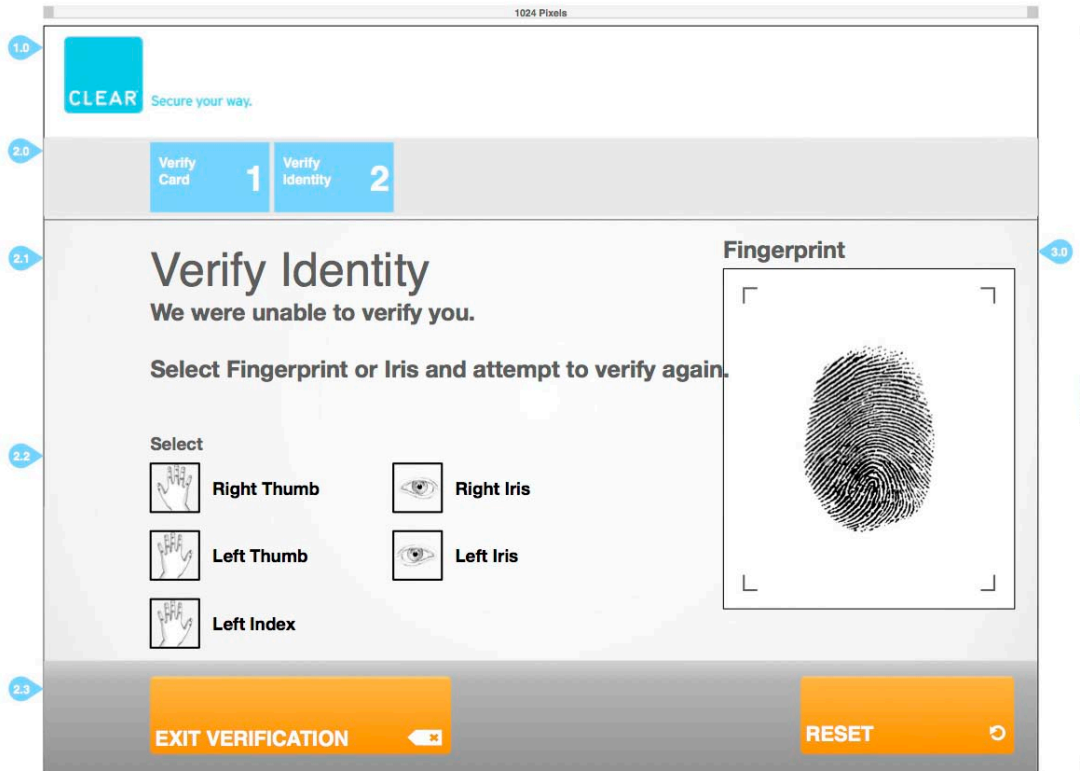 1024 Pixels
1.0
CLEAR
Secure your way.
2.0
Verify
Card
1
Verify
Identity
2
2.1
Verify Identity
We were unable to verify you.
Select Fingerprint or Iris and attempt to verify again.
Fingerprint
3.0
2.2
Select
Right Thumb
Right Iris
Left Thumb
Left Iris
Left Index
2.3
EXIT VERIFICATION
RESET